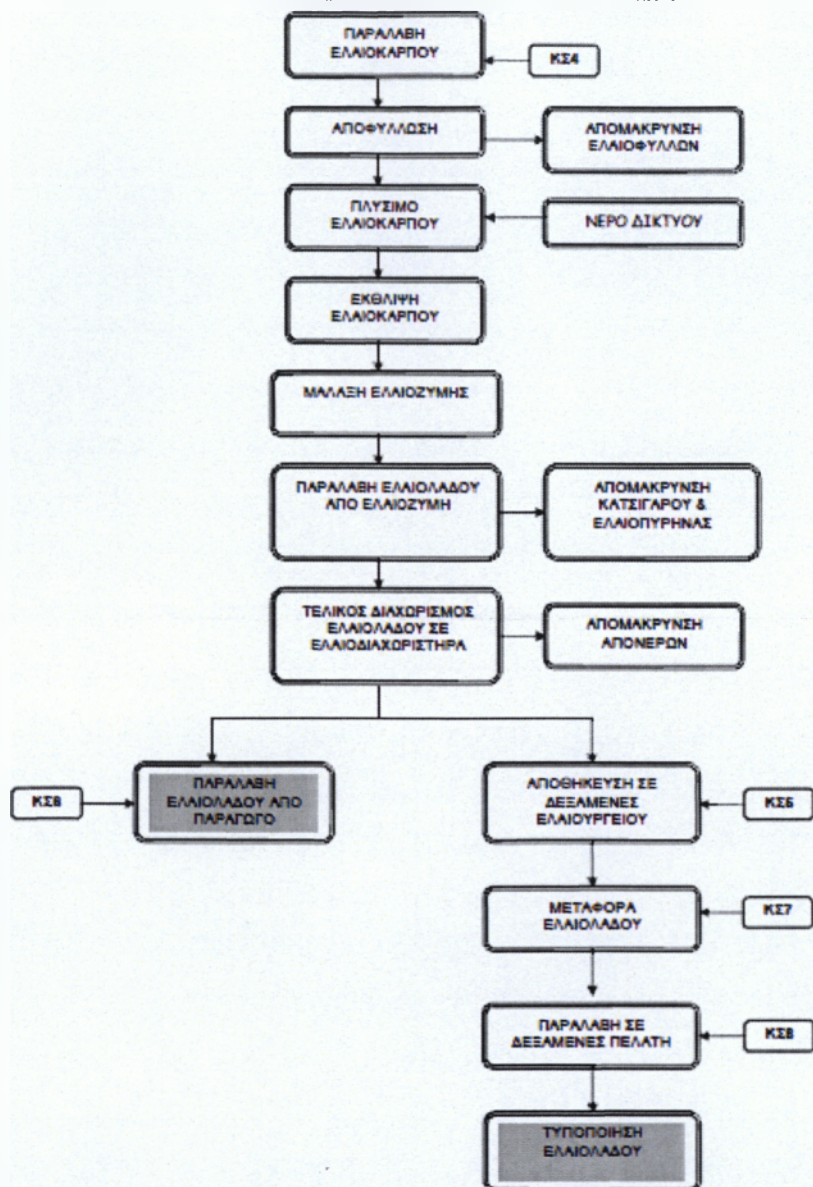 ΠΑΡΑΛΑΒΗ
ΕΛΑΙΟΚΑΡΠΟΥ
ΚΣ4
ΑΠΟΦΥΛΛΩΣΗ
ΑΠΟΜΑΚΡΥΝΣΗ
ΕΛΑΙΟΦΥΛΛΩΝ
ΠΛΥΣΙΜΟ
ΕΛΑΙΟΚΑΡΠΟΥ
ΝΕΡΟ ΔΙΚΤΥΟΥ
ΕΚΘΛΙΨΗ
ΕΛΑΙΟΚΑΡΠΟΥ
ΜΑΛΑΞΗ ΕΛΑΙΟΖΥΜΗΣ
ΠΑΡΑΛΑΒΗ ΕΛΑΙΟΛΑΔΟΥ
ΑΠΟ ΕΛΑΙΟΖΥΜΗ
ΑΠΟΜΑΚΡΥΝΣΗ
ΚΑΤΣΙΓΑΡΟΥ &
ΕΛΑΙΟΠΥΡΗΝΑΣ
ΤΕΛΙΚΟΣ ΔΙΑΧΩΡΙΣΜΟΣ
ΕΛΑΙΟΛΑΔΟΥ ΣΕ
ΕΛΑΙΟΔΙΑΧΩΡΙΣΤΗΡΑ
ΑΠΟΜΑΚΡΥΝΣΗ
ΑΠΟΝΕΡΩΝ
ΠΑΡΑΛΑΒΗ
ΕΛΑΙΟΛΑΔΟΥ ΑΠΟ
ΠΑΡΑΓΩΓΟ
ΑΠΟΘΗΚΕΥΣΗ ΣΕ
ΔΕΞΑΜΕΝΕΣ
ΕΛΑΙΟΥΡΓΕΙΟΥ
ΜΕΤΑΦΟΡΑ
ΕΛΑΙΟΛΑΔΟΥ
ΚΣ7
ΠΑΡΑΛΑΒΗ ΣΕ
ΔΕΞΑΜΕΝΕΣ ΠΕΛΑΤΗ
ΚΣ8
ΤΥΠΟΠΟΙΗΣΗ
ΕΛΑΙΟΛΑΔΟΥ